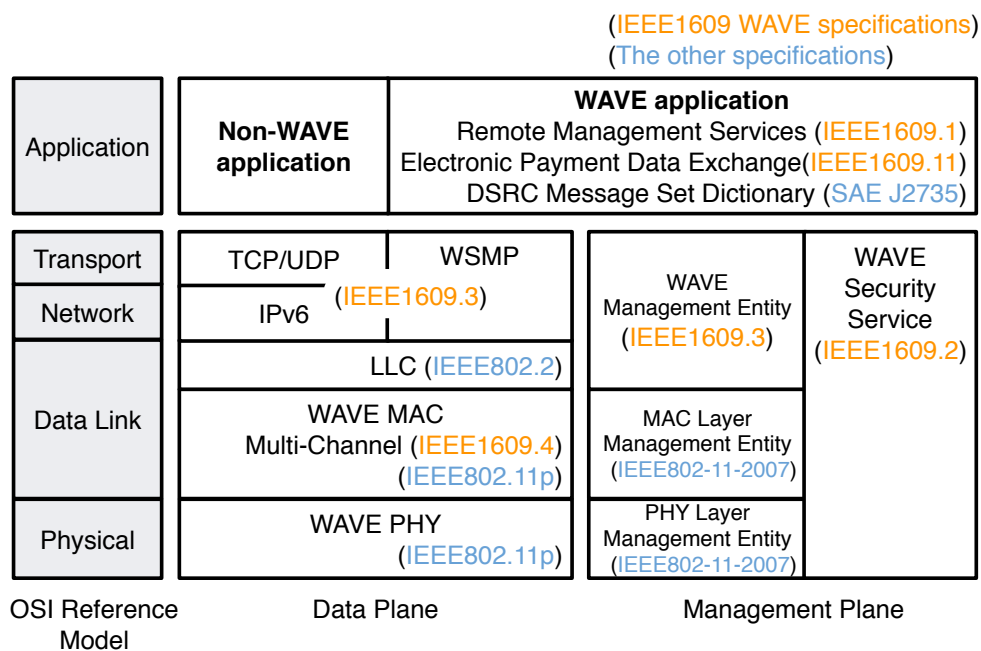 (IEEE1609 WAVE specifications)
(The other specifications)
Application
Non-WAVE
application
WAVE application
Remote Management Services (IEEE1609.1)
Electronic Payment Data Exchange(IEEE1609.11)
DSRC Message Set Dictionary (SAE J2735)
Transport
Network
Data Link
Physical
TCP/UDP
WSMP
(IEEE1609.3)
IPv6
LLC (IEEE802.2)
WAVE MAC
Multi-Channel (IEEE1609.4)
(IEEE802.11p)
WAVE PHY
(IEEE802.11p)
WAVE
Management Entity
(IEEE1609.3)
MAC Layer
Management Entity
(IEEE802-11-2007)
PHY Layer
Management Entity
(IEEE802-11-2007)
WAVE
Security
Service
(IEEE1609.2)
OSI Reference
Model
Data Plane
Management Plane